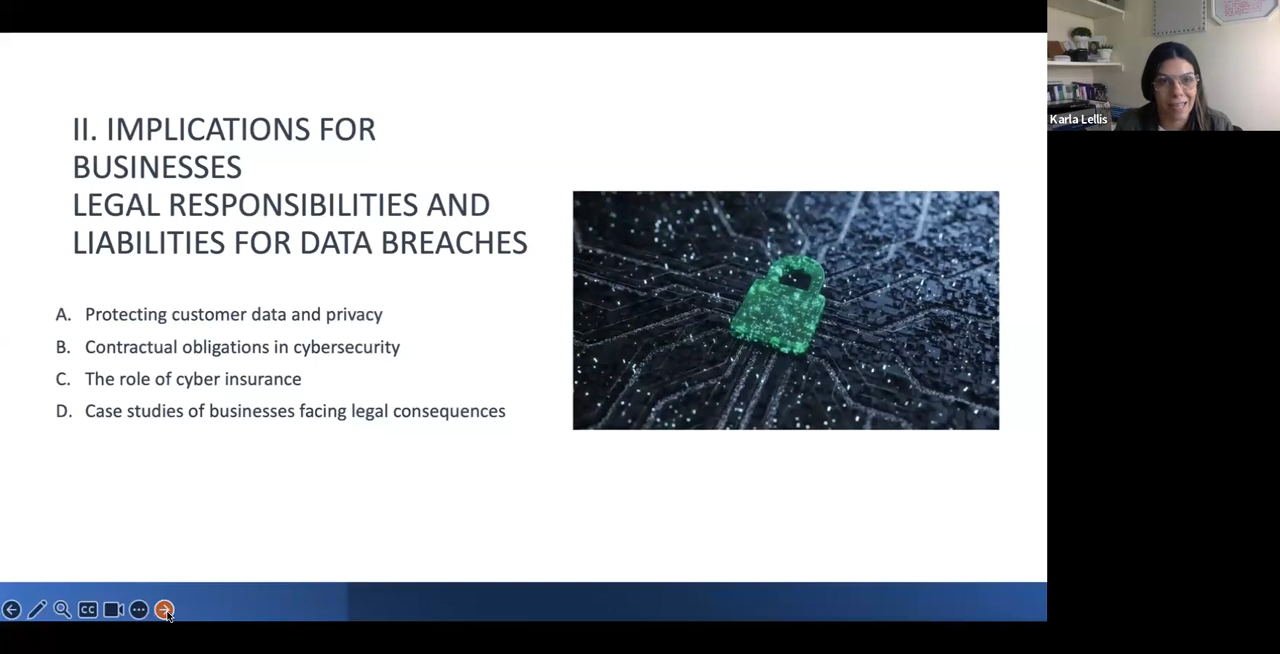 II. IMPLICATIONS FOR
BUSINESSES
LEGAL RESPONSIBILITIES AND
LIABILITIES FOR DATA BREACHES
A. Protecting customer data and privacy
B. Contractual obligations in cybersecurity
C. The role of cyber insurance
D. Case studies of businesses facing legal consequences
Karla Lellis
CC